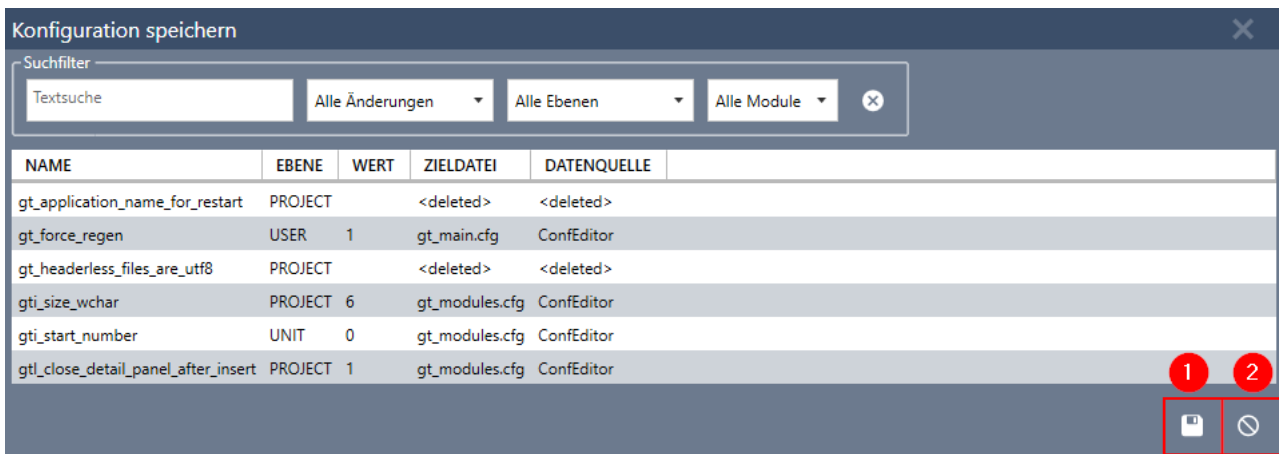 Konfiguration speichern
Suchfilter
Textsuche Alle Änderungen Alle Ebenen Alle Module
NAME EBENE WERT ZIELDATEI DATENQUELLE
gt_application_name_for_restart PROJECT <deleted> <deleted>
gt_force_regen USER 1 gt_main.cfg ConfEditor
gt_headerless_files_are_utf8 PROJECT <deleted> <deleted>
gti_size_wchar PROJECT 6 gt_modules.cfg ConfEditor
gti_start_number UNIT 0 gt_modules.cfg ConfEditor
gtl_close_detail_panel_after_insert PROJECT 1 gt_modules.cfg ConfEditor
1 2